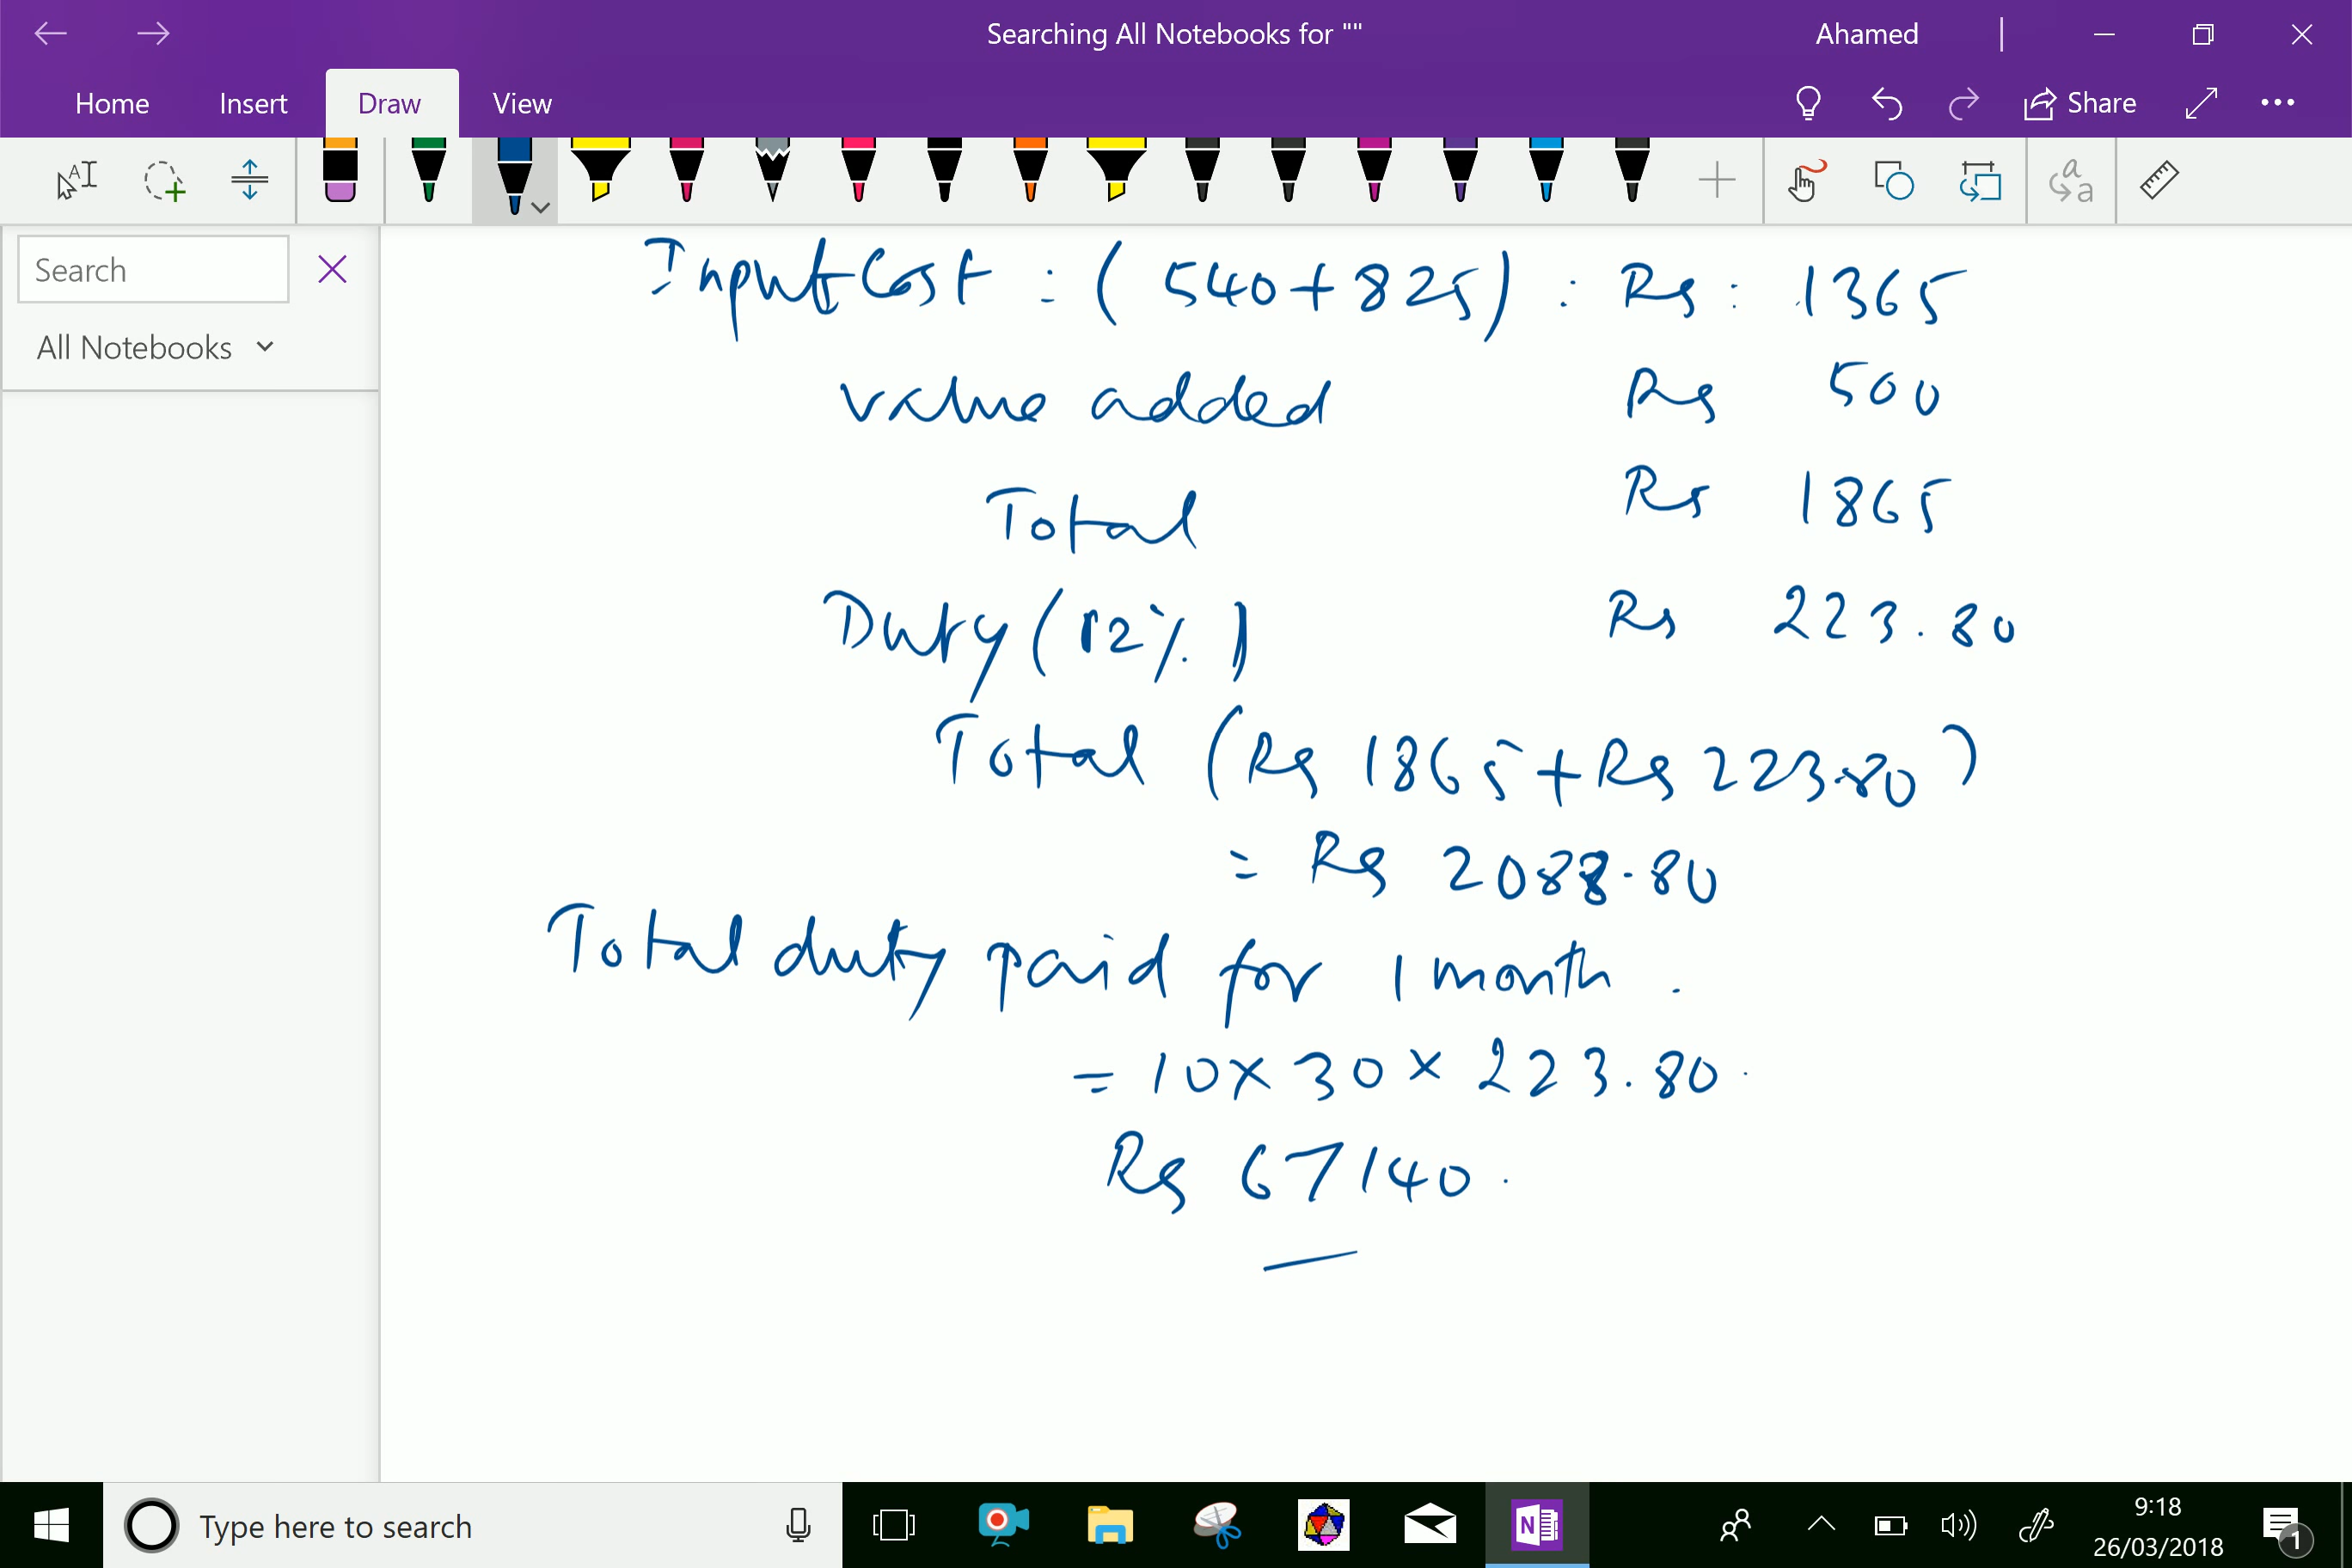 Searching All Notebooks for ""
Ahamed
Home Insert Draw View
Share
Search
All Notebooks
Input Cost : (540+825) : Rs : 1365
value added Rs 500
Total Rs 1865
Duty (12%) Rs 223.80
Total (Rs 1865+Rs 223.80)
= Rs 2088.80
Total duty paid for 1 month.
= 10 x 30 x 223.80.
Rs 67140.
Type here to search
9:18
26/03/2018
1